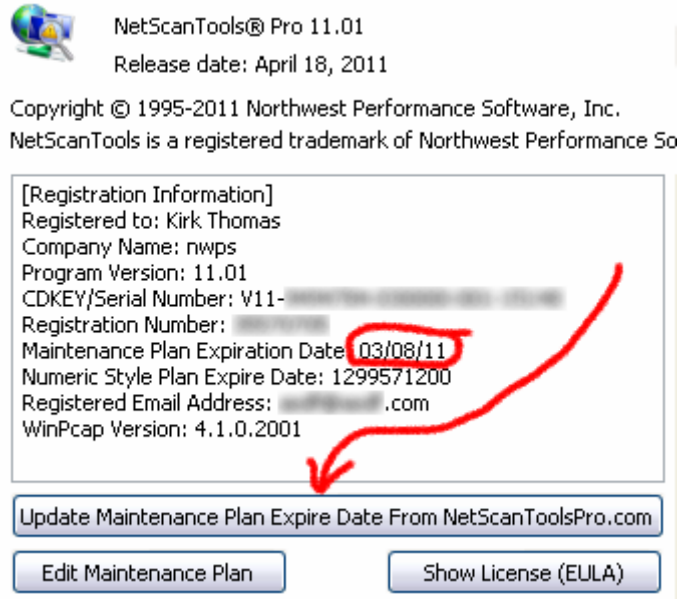 NetScanTools® Pro 11.01
Release date: April 18, 2011
Copyright © 1995-2011 Northwest Performance Software, Inc.
NetScanTools is a registered trademark of Northwest Performance So
[Registration Information]
Registered to: Kirk Thomas
Company Name: nwps
Program Version: 11.01
CDKEY/Serial Number: V11-
Registration Number:
Maintenance Plan Expiration Date: 03/08/11
Numeric Style Plan Expire Date: 1299571200
Registered Email Address: .com
WinPcap Version: 4.1.0.2001
Update Maintenance Plan Expire Date From NetScanToolsPro.com
Edit Maintenance Plan
Show License (EULA)